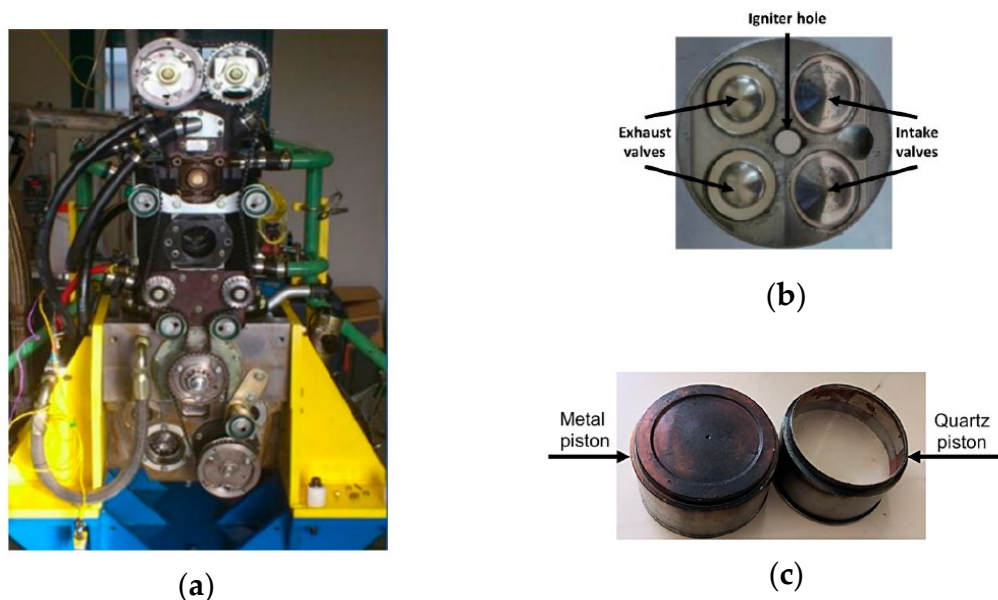 Igniter hole
Exhaust
valves
Intake
valves
(b)
Metal
piston
Quartz
piston
(a)
(c)